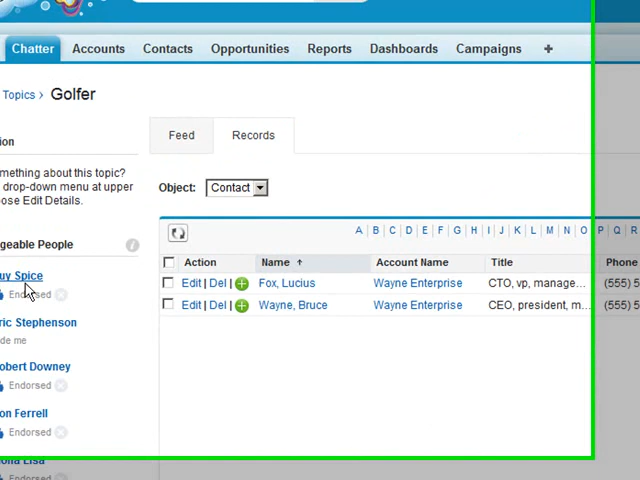 Chatter Accounts Contacts Opportunities Reports Dashboards Campaigns +
Topics > Golfer
ion
mething about this topic?
drop-down menu at upper
ose Edit Details.
geable People
uy Spice
Endorsed
ric Stephenson
de me
obert Downey
Endorsed
on Ferrell
Endorsed
Feed Records
Object: Contact
A B C D E F G H I J K L M N O P Q R
Action Name Account Name Title Phone
Edit | Del | Fox, Lucius Wayne Enterprise CTO, vp, manage... (555) 5
Edit | Del | Wayne, Bruce Wayne Enterprise CEO, president, m... (555) 5